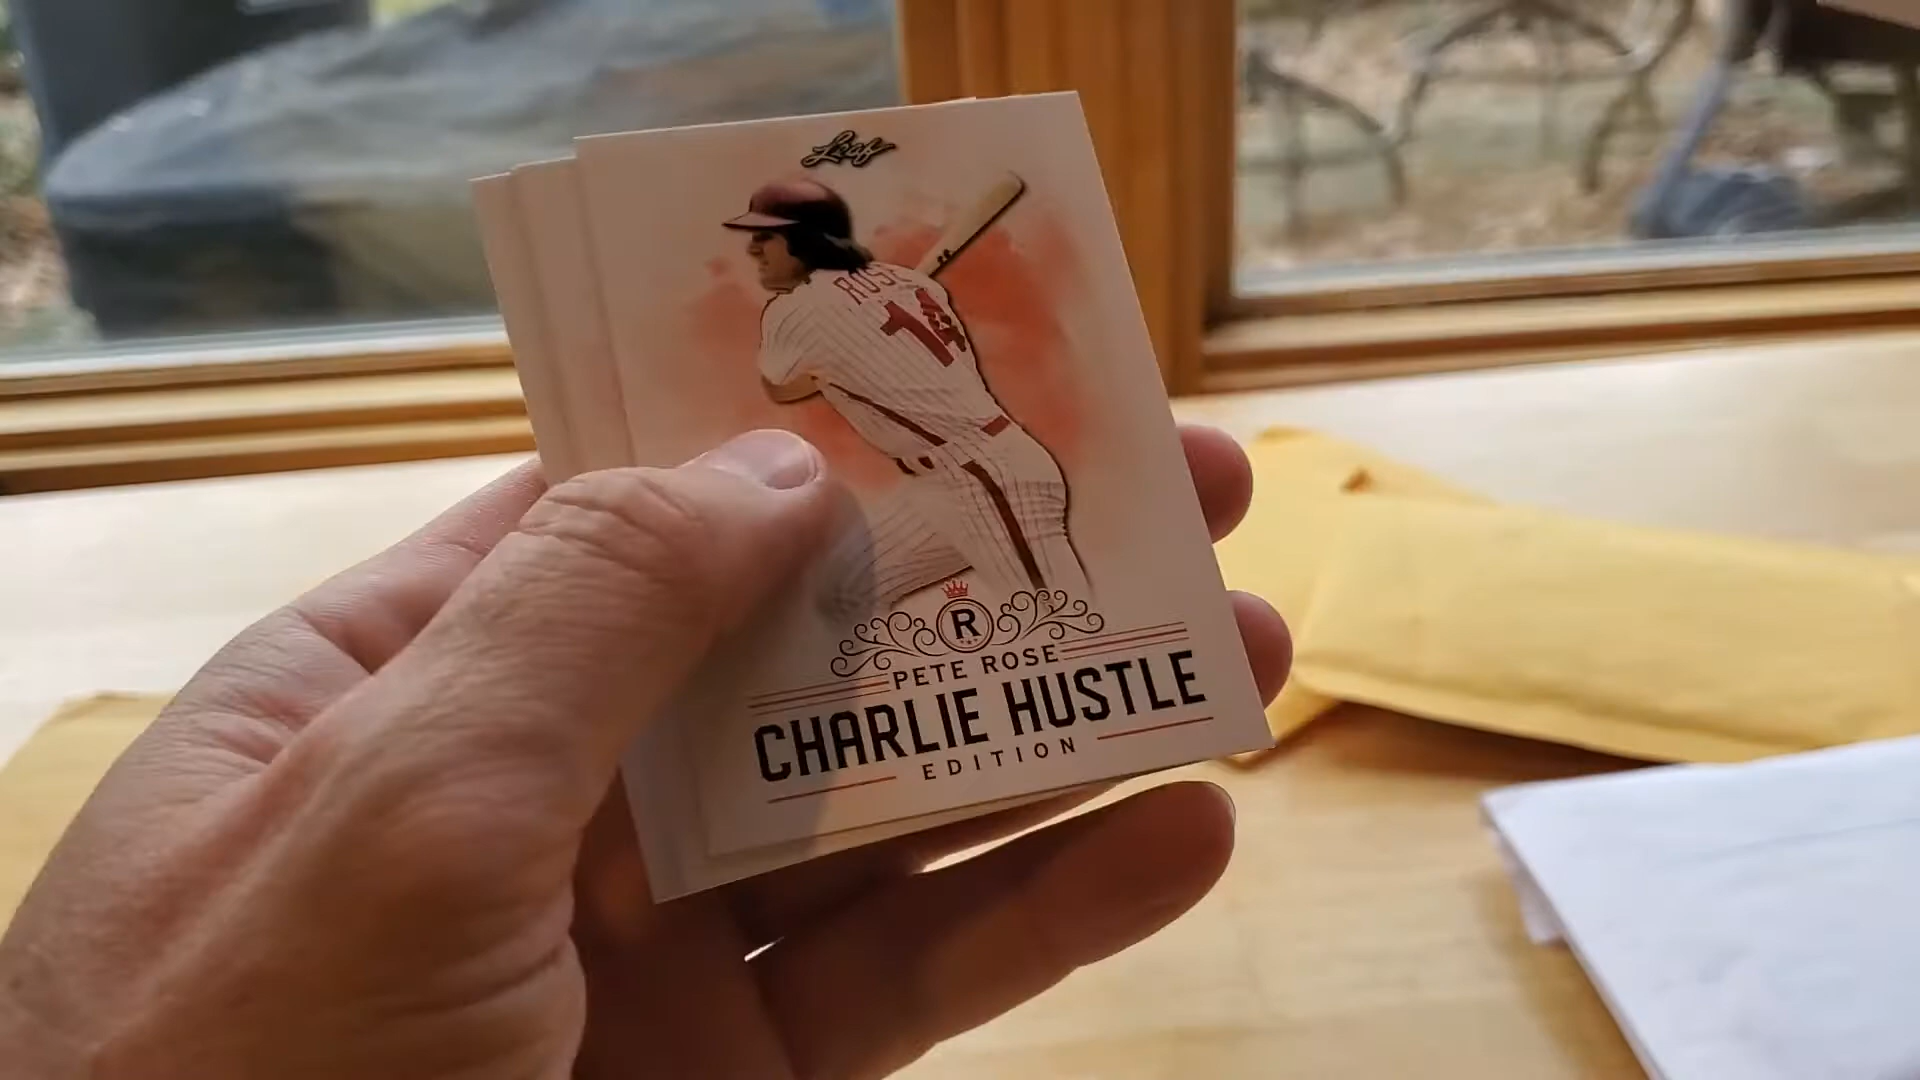 Leaf
ROSE
14
R
PETE ROSE
CHARLIE HUSTLE
EDITION